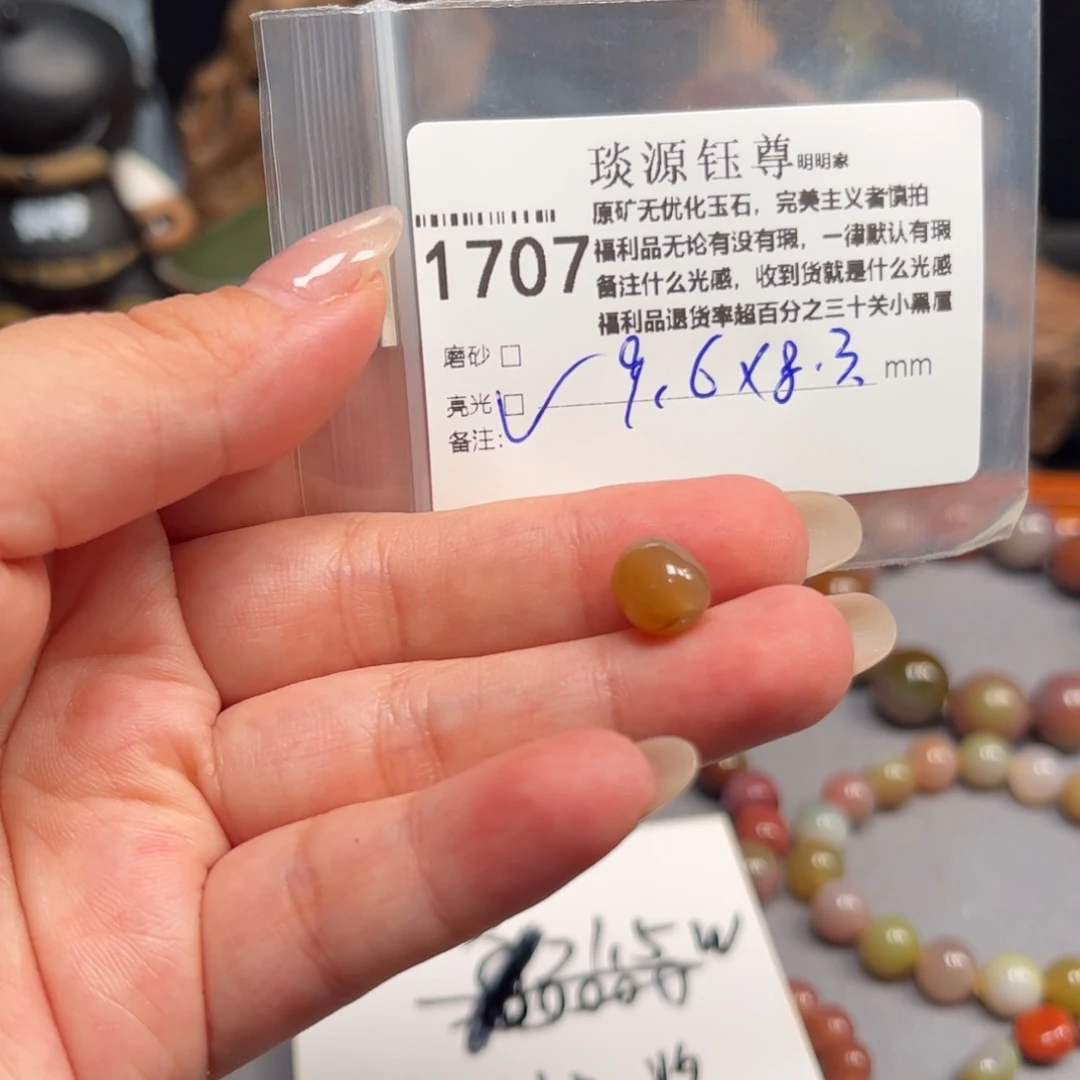 琰源钰尊明明家
原矿无优化玉石，完美主义者慎拍
1707
福利品无论有没有瑕，一律默认有瑕
备注什么光感，收到货就是什么光感
福利品退货率超百分之三十关小黑屋
磨砂□
亮光□
9.6x8.3 mm
备注：
21.5W